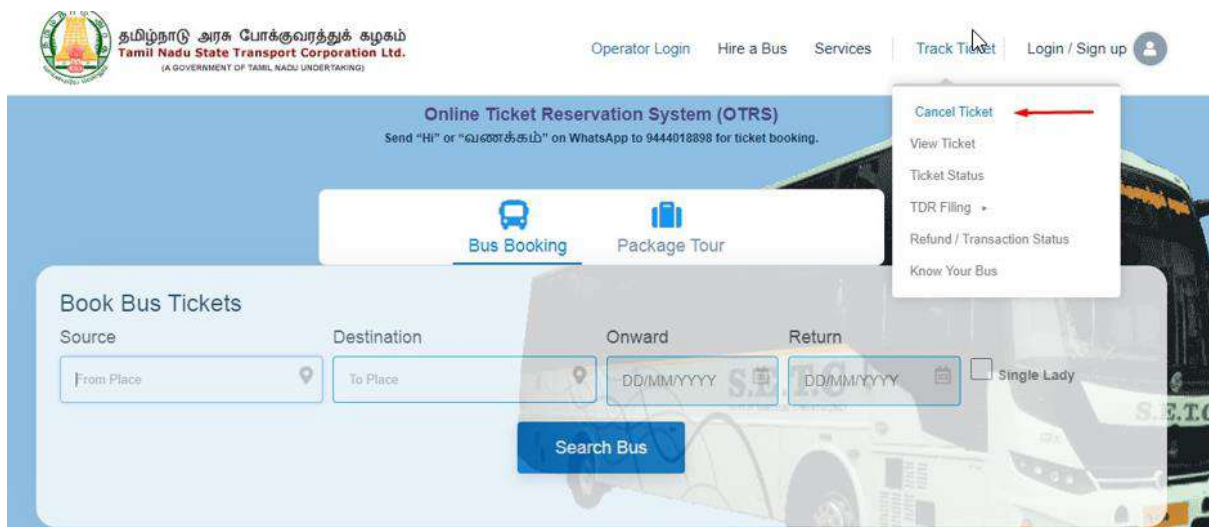 தமிழ்நாடு அரசு போக்குவரத்துக் கழகம்
Tamil Nadu State Transport Corporation Ltd.
(A GOVERNMENT OF TAMIL NADU UNDERTAKING)
Operator Login Hire a Bus Services Track Ticket Login / Sign up
Online Ticket Reservation System (OTRS)
Send “Hi” or “வணக்கம்” on WhatsApp to 9444018898 for ticket booking.
Cancel Ticket
View Ticket
Ticket Status
TDR Filing
Refund / Transaction Status
Know Your Bus
Bus Booking Package Tour
Book Bus Tickets
Source Destination Onward Return
From Place To Place DD/MM/YYYY DD/MM/YYYY Single Lady
S.E.T.C
S.E.T.C
Search Bus